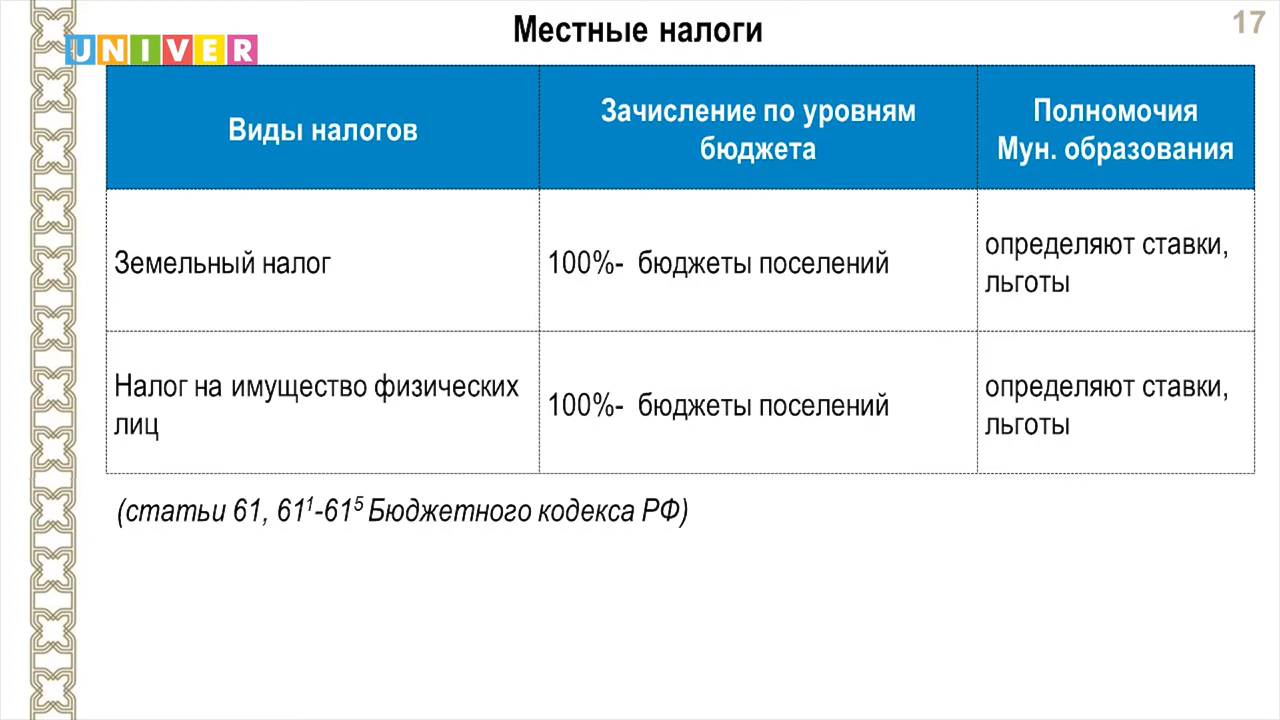 Местные налоги
17
UNIVER
Виды налогов
Зачисление по уровням
бюджета
Полномочия
Мун. образования
Земельный налог
100%- бюджеты поселений
определяют ставки,
льготы
Налог на имущество физических
лиц
100%- бюджеты поселений
определяют ставки,
льготы
(статьи 61, 61¹-61⁵ Бюджетного кодекса РФ)